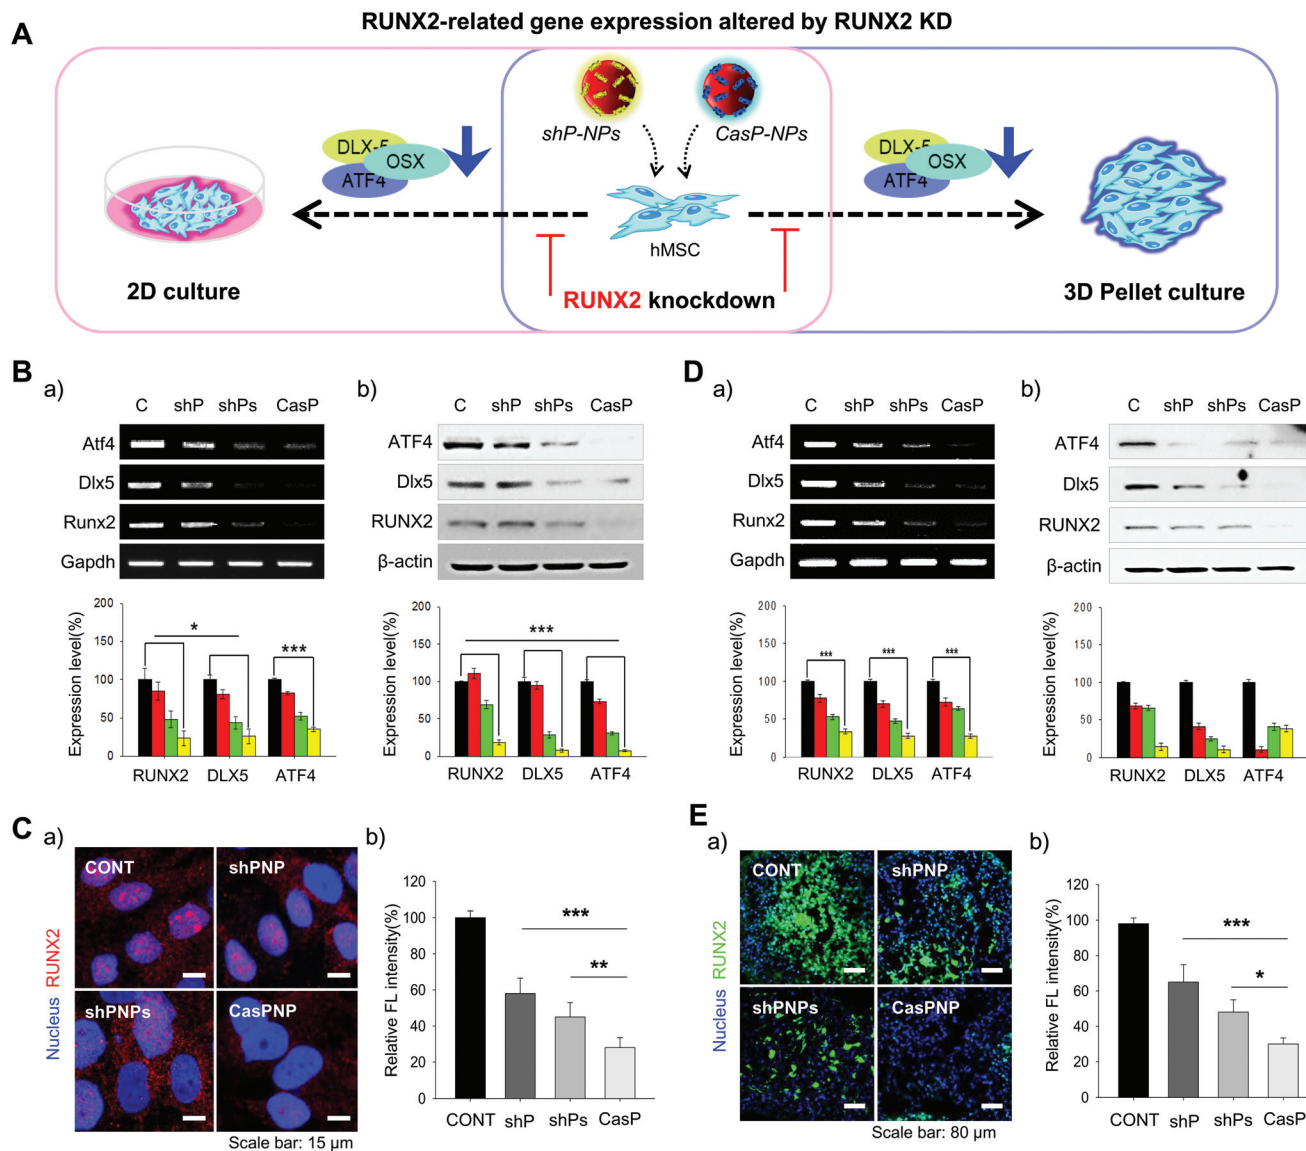 RUNX2-related gene expression altered by RUNX2 KD
A
shP-NPs CasP-NPs
DLX-5 OSX ATF4
DLX-5 OSX ATF4
hMSC
2D culture
RUNX2 knockdown
3D Pellet culture
B
a)
C shP shPs CasP
Atf4
Dlx5
Runx2
Gapdh
Expression level(%)
200
150
100
50
0
*
***
RUNX2 DLX5 ATF4
b)
C shP shPs CasP
ATF4
Dlx5
RUNX2
β-actin
Expression level(%)
200
150
100
50
0
***
RUNX2 DLX5 ATF4
D
a)
C shP shPs CasP
Atf4
Dlx5
Runx2
Gapdh
Expression level(%)
200
150
100
50
0
*** *** ***
RUNX2 DLX5 ATF4
b)
C shP shPs CasP
ATF4
Dlx5
RUNX2
β-actin
Expression level(%)
200
150
100
50
0
RUNX2 DLX5 ATF4
C
a)
Nucleus RUNX2
CONT shPNP
shPNPs CasPNP
Scale bar: 15 µm
b)
Relative FL intensity(%)
120
100
80
60
40
20
0
***
**
CONT shP shPs CasP
E
a)
Nucleus RUNX2
CONT shPNP
shPNPs CasPNP
Scale bar: 80 µm
b)
Relative FL intensity(%)
120
100
80
60
40
20
0
***
*
CONT shP shPs CasP